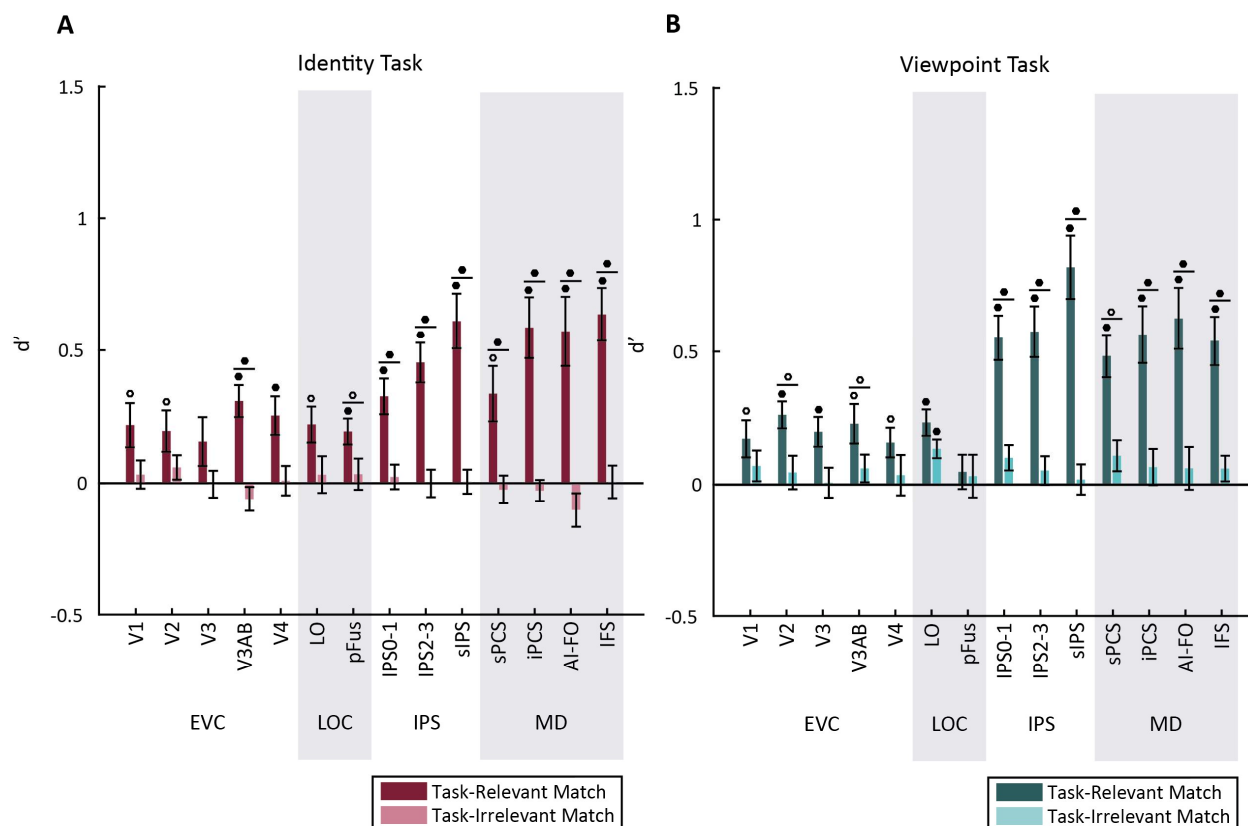 A
Identity Task
1.5
1
0.5
0
-0.5
d’
V1
V2
V3
V3AB
V4
LO
pFus
IPS0-1
IPS2-3
sIPS
sPCS
iPCS
AI-FO
IFS
EVC
LOC
IPS
MD
Task-Relevant Match
Task-Irrelevant Match
B
Viewpoint Task
1.5
1
0.5
0
-0.5
d’
V1
V2
V3
V3AB
V4
LO
pFus
IPS0-1
IPS2-3
sIPS
sPCS
iPCS
AI-FO
IFS
EVC
LOC
IPS
MD
Task-Relevant Match
Task-Irrelevant Match